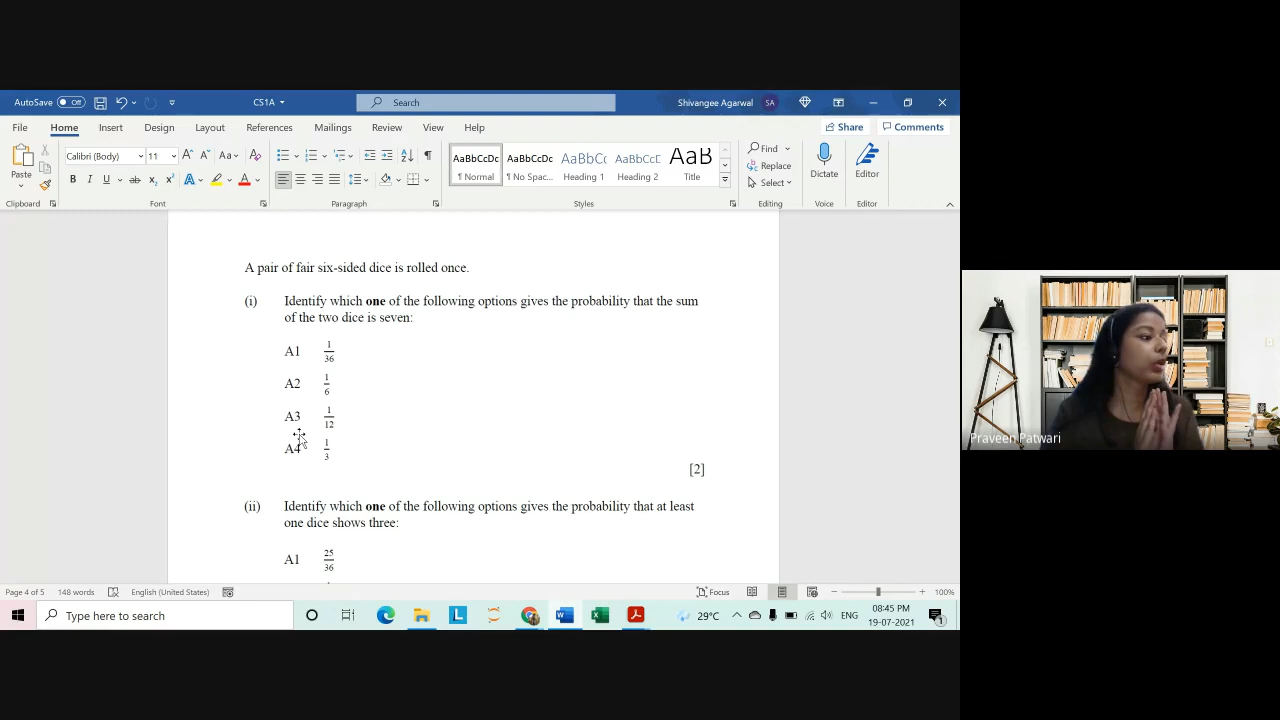 AutoSave Off CS1A Search Shivangee Agarwal SA
File Home Insert Design Layout References Mailings Review View Help Share Comments
Paste
Calibri (Body) 11 Aa
AaBbCcDc AaBbCcDc AaBbCc AaBbCcC AaB
¶ Normal ¶ No Spac... Heading 1 Heading 2 Title
Find
Replace
Select
Dictate
Editor
Clipboard Font Paragraph Styles Editing Voice Editor
A pair of fair six-sided dice is rolled once.
(i) Identify which one of the following options gives the probability that the sum
of the two dice is seven:
A1 1/36
A2 1/6
A3 1/12
A4 1/3
[2]
(ii) Identify which one of the following options gives the probability that at least
one dice shows three:
A1 25/36
Praveen Patwari
Page 4 of 5 148 words English (United States) Focus 100%
Type here to search 29°C ENG 08:45 PM
19-07-2021